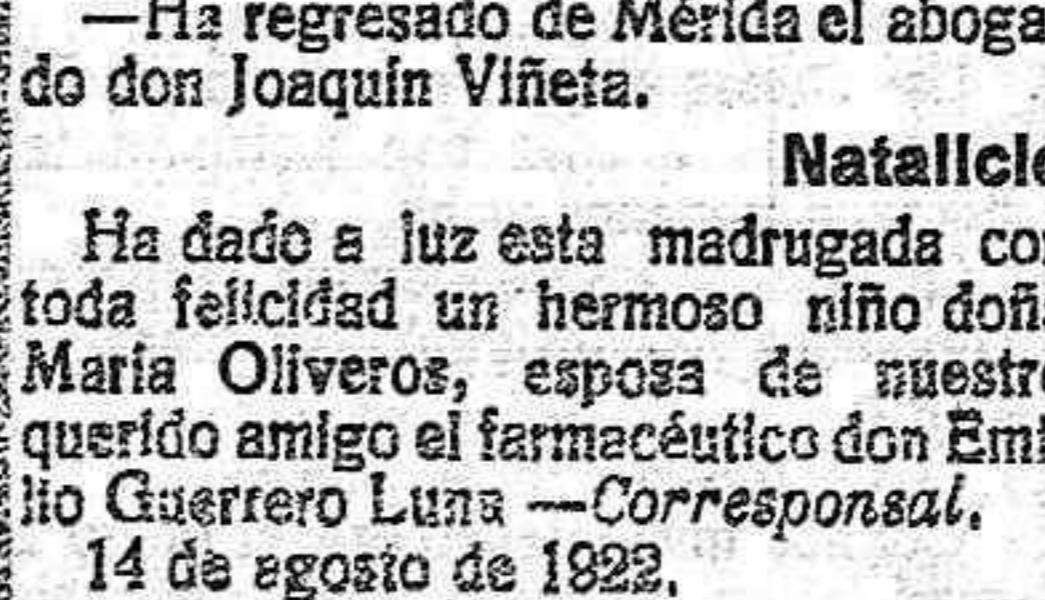 —Ha regresado de Mérida el aboga
do don Joaquín Viñeta.
Natalicio
Ha dado a luz esta madrugada con
toda felicidad un hermoso niño doña
María Oliveros, esposa de nuestro
querido amigo el farmacéutico don Emi
lio Guerrero Luna —Corresponsal.
14 de agosto de 1922.